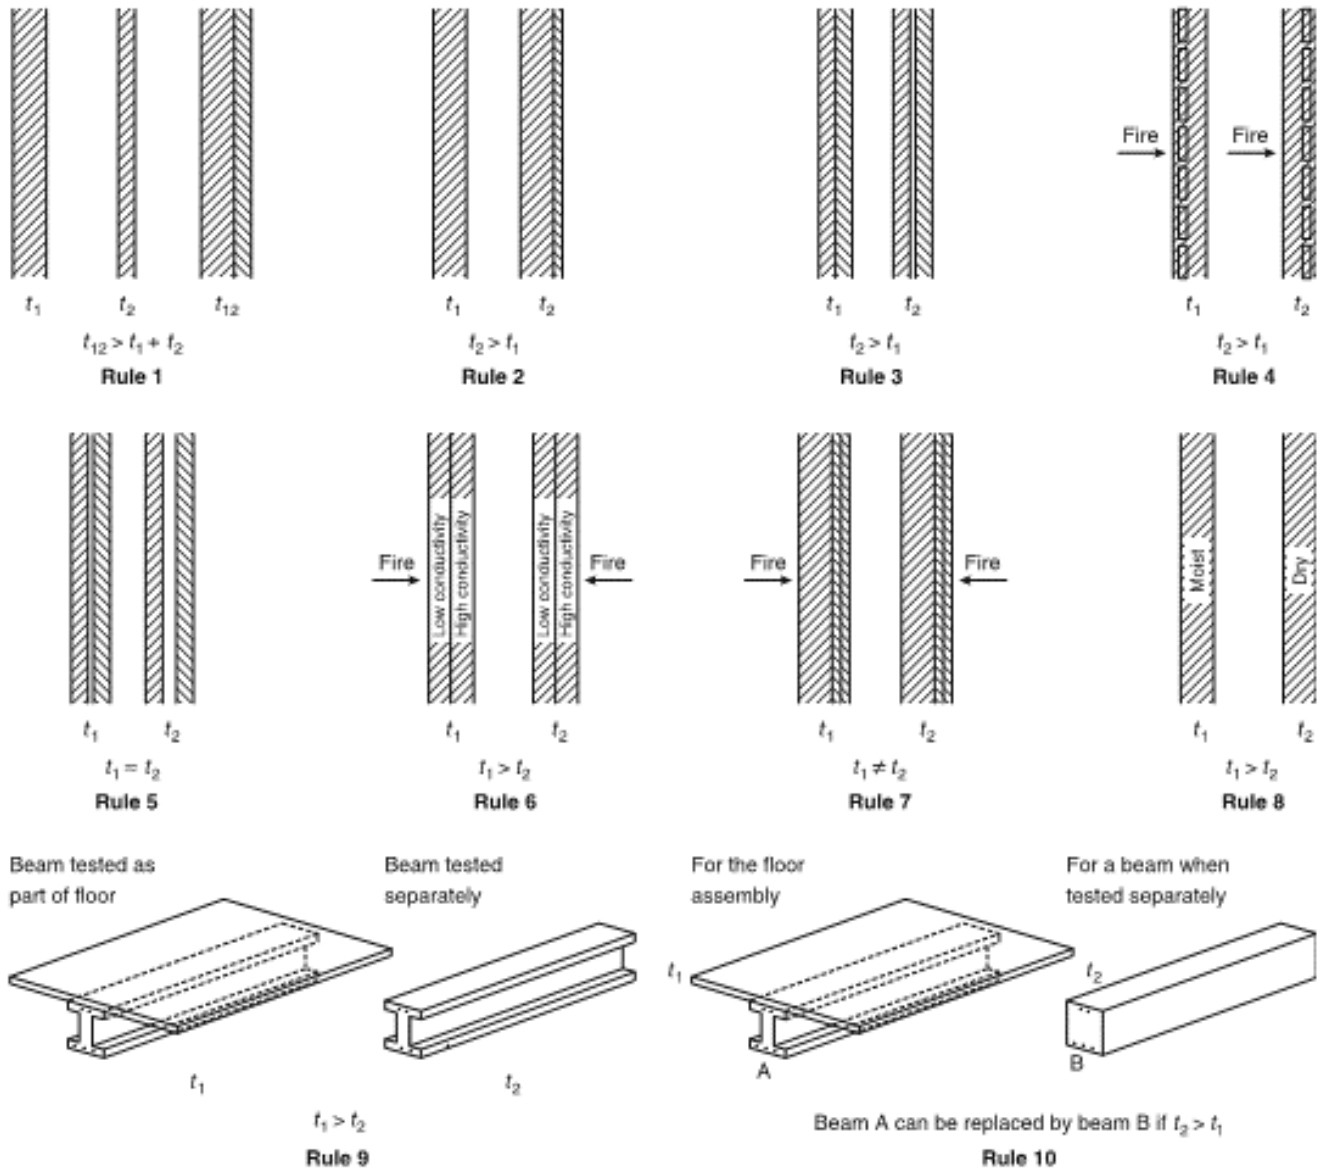 t₁ t₂ t₁₂
t₁₂ > t₁ + t₂
Rule 1
t₁ t₂
t₂ > t₁
Rule 2
t₁ t₂
t₂ > t₁
Rule 3
Fire Fire
t₁ t₂
t₂ > t₁
Rule 4
t₁ t₂
t₁ = t₂
Rule 5
Fire
Low conductivity
High conductivity
Low conductivity
High conductivity
Fire
t₁ t₂
t₁ > t₂
Rule 6
Fire Fire
t₁ t₂
t₁ ≠ t₂
Rule 7
Moist
Dry
t₁ t₂
t₁ > t₂
Rule 8
Beam tested as
part of floor
Beam tested
separately
t₁ t₂
t₁ > t₂
Rule 9
For the floor
assembly
For a beam when
tested separately
t₁ t₂
A B
Beam A can be replaced by beam B if t₂ > t₁
Rule 10